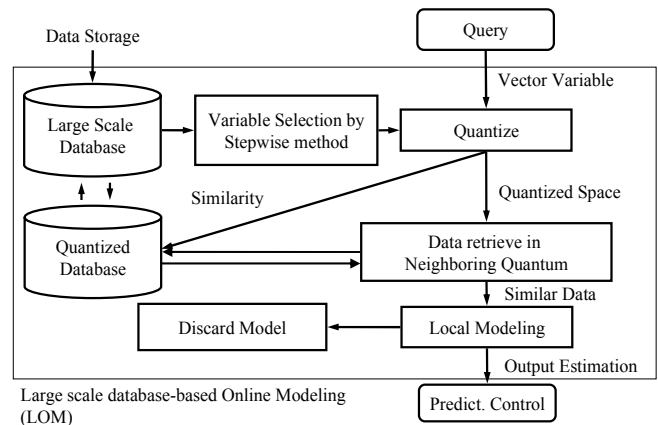 Data Storage
Query
Vector Variable
Large Scale
Database
Variable Selection by
Stepwise method
Quantize
Similarity
Quantized Space
Quantized
Database
Data retrieve in
Neighboring Quantum
Similar Data
Discard Model
Local Modeling
Output Estimation
Large scale database-based Online Modeling
(LOM)
Predict. Control